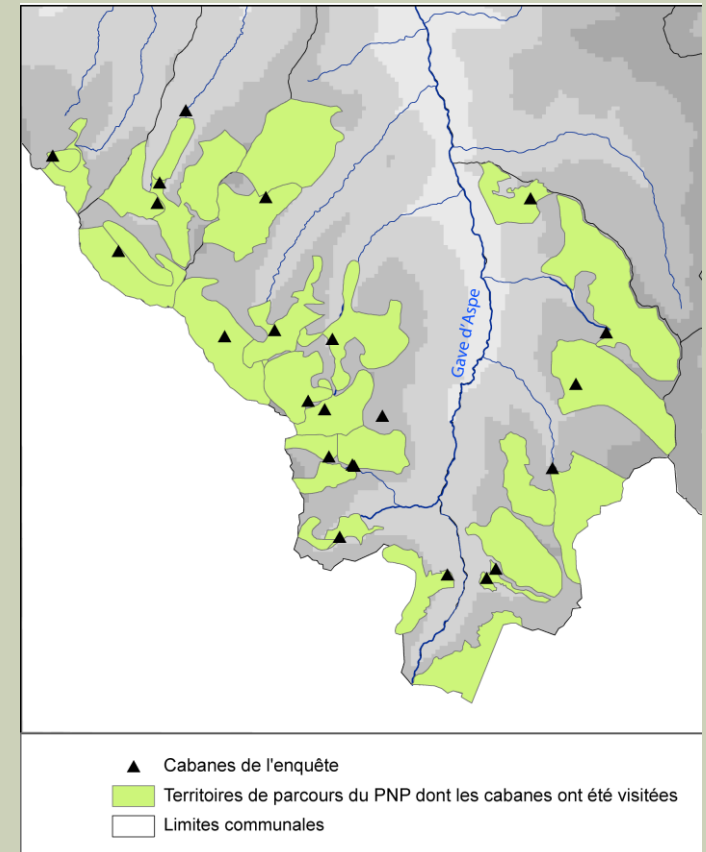 Gave d'Aspe
Cabanes de l'enquête
Territoires de parcours du PNP dont les cabanes ont été visitées
Limites communales